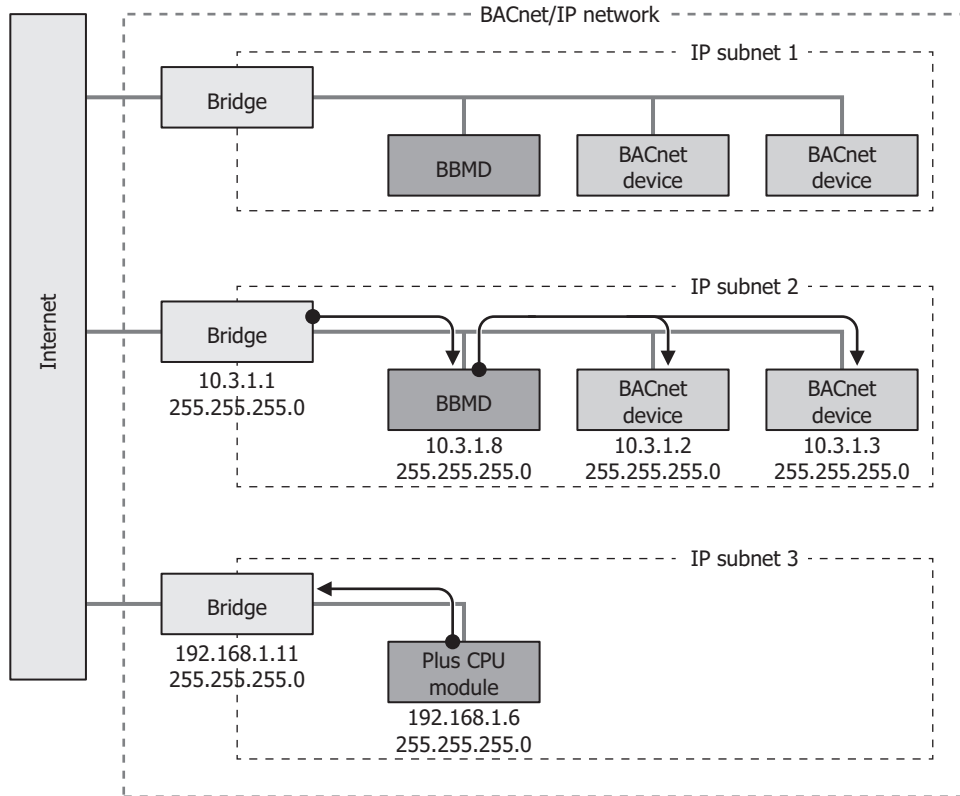 BACnet/IP network
Internet
IP subnet 1
Bridge
BBMD
BACnet
device
BACnet
device
IP subnet 2
Bridge
10.3.1.1
255.255.255.0
BBMD
10.3.1.8
255.255.255.0
BACnet
device
10.3.1.2
255.255.255.0
BACnet
device
10.3.1.3
255.255.255.0
IP subnet 3
Bridge
192.168.1.11
255.255.255.0
Plus CPU
module
192.168.1.6
255.255.255.0